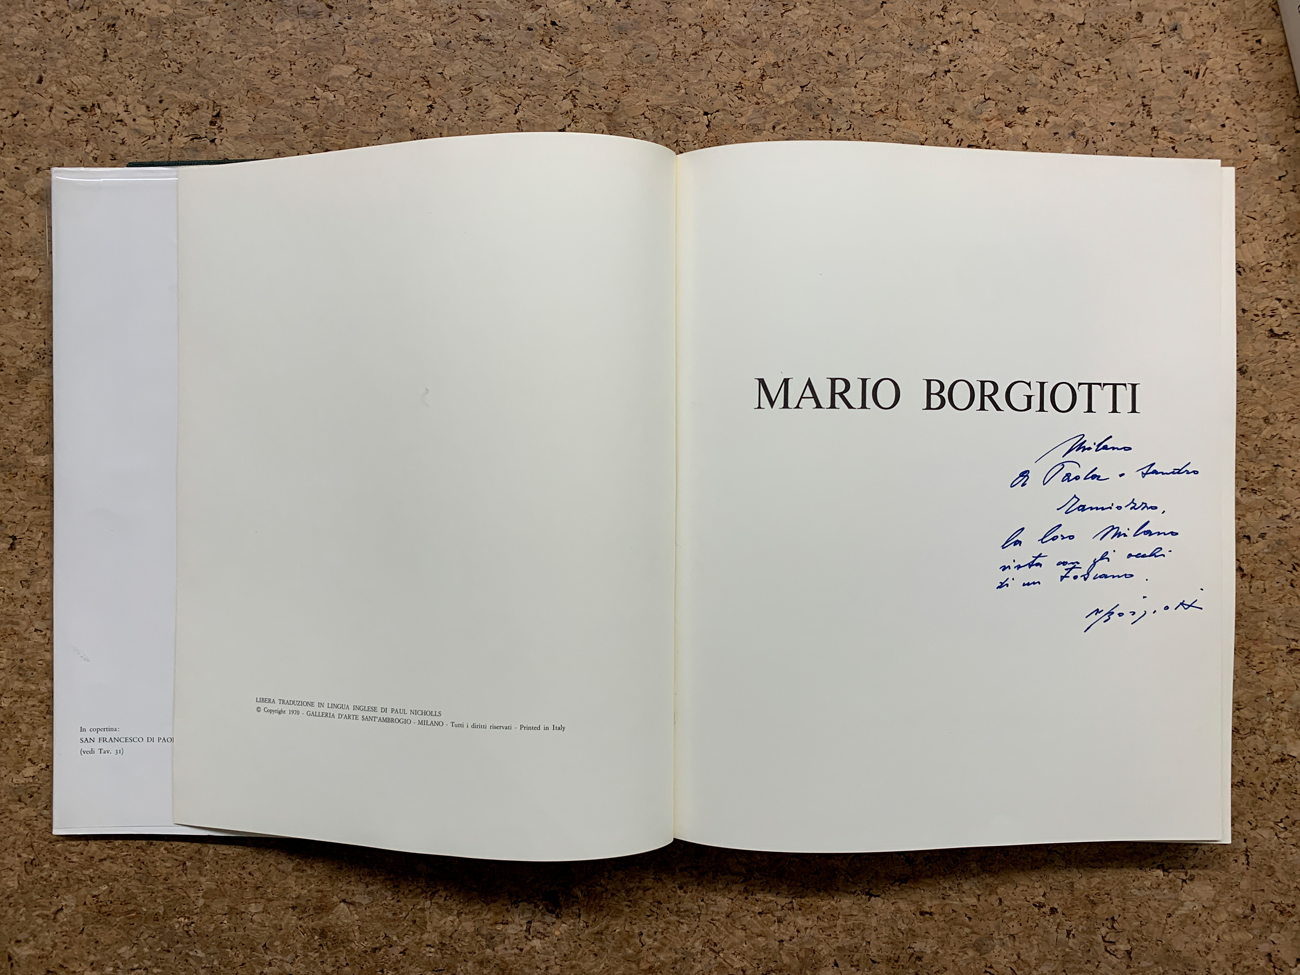 In copertina:
SAN FRANCESCO DI PAO
(vedi Tav. 31)
LIBERA TRADUZIONE IN LINGUA INGLESE DI PAUL NICHOLLS
© Copyright 1970 - GALLERIA D'ARTE SANT'AMBROGIO - MILANO - Tutti i diritti riservati - Printed in Italy
MARIO BORGIOTTI
Milano
a Paola e Sandro
la loro Milano
vista con gli occhi
di un Toscano.
MBorgiotti